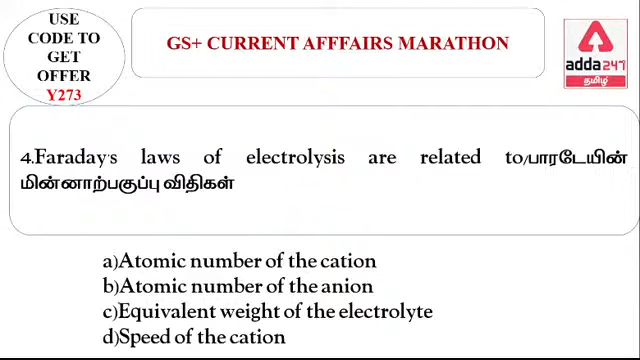 USE
CODE TO
GET
OFFER
Y273
GS+ CURRENT AFFFAIRS MARATHON
adda247
தமிழ்
4.Faraday's laws of electrolysis are related to/பாரடேயின்
மின்னாற்பகுப்பு விதிகள்
a)Atomic number of the cation
b)Atomic number of the anion
c)Equivalent weight of the electrolyte
d)Speed of the cation